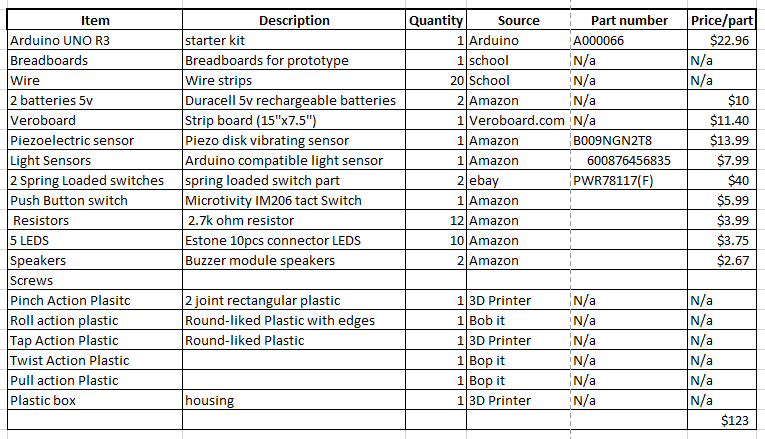 Item Description Quantity Source Part number Price/part
Arduino UNO R3 starter kit 1 Arduino A000066 $22.96
Breadboards Breadboards for prototype 1 school N/a N/a
Wire Wire strips 20 School N/a N/a
2 batteries 5v Duracell 5v rechargeable batteries 2 Amazon N/a $10
Veroboard Strip board (15"x7.5") 1 Veroboard.com N/a $11.40
Piezoelectric sensor Piezo disk vibrating sensor 1 Amazon B009NGN2T8 $13.99
Light Sensors Arduino compatible light sensor 1 Amazon 600876456835 $7.99
2 Spring Loaded switches spring loaded switch part 2 ebay PWR78117(F) $40
Push Button switch Microtivity IM206 tact Switch 1 Amazon $5.99
Resistors 2.7k ohm resistor 12 Amazon $3.99
5 LEDS Estone 10pcs connector LEDS 10 Amazon $3.75
Speakers Buzzer module speakers 2 Amazon $2.67
Screws
Pinch Action Plasitc 2 joint rectangular plastic 1 3D Printer N/a N/a
Roll action plastic Round-liked Plastic with edges 1 Bob it N/a N/a
Tap Action Plastic Round-liked Plastic 1 3D Printer N/a N/a
Twist Action Plastic 1 Bop it N/a N/a
Pull action Plastic 1 Bop it N/a N/a
Plastic box housing 1 3D Printer N/a N/a
$123